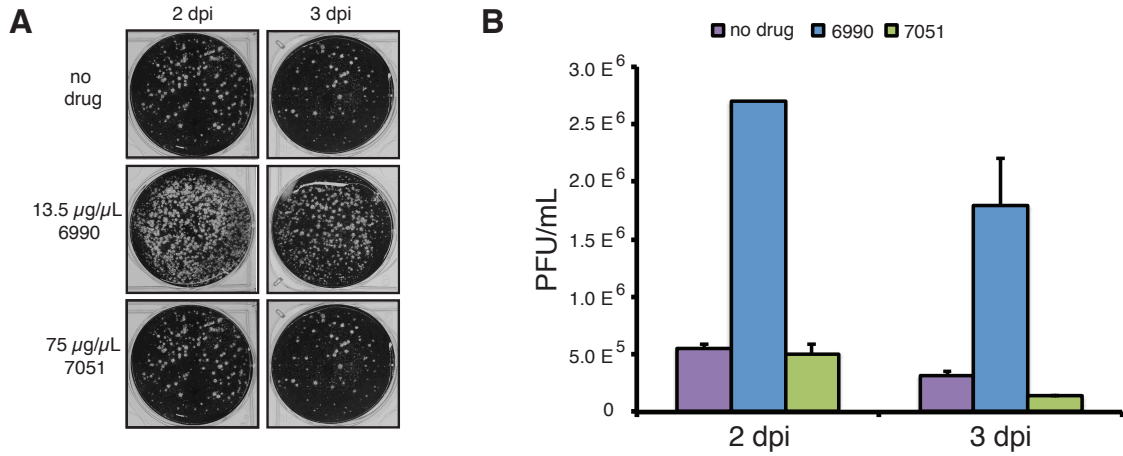 A
2 dpi 3 dpi
no
drug
13.5 µg/µL
6990
75 µg/µL
7051
B
no drug 6990 7051
PFU/mL
3.0 E6
2.5 E6
2.0 E6
1.5 E6
1.0 E6
5.0 E5
0
2 dpi 3 dpi